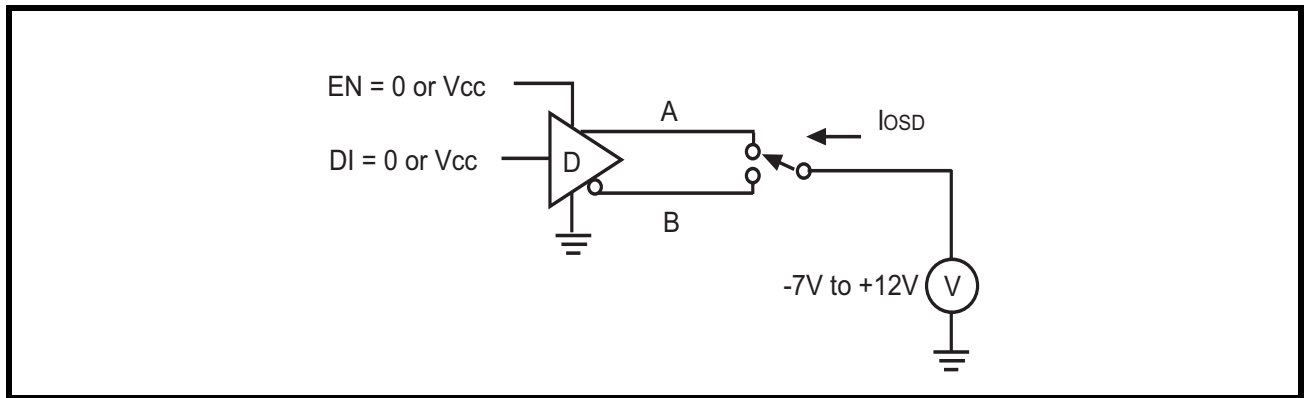 EN = 0 or Vcc
A
IOSD
DI = 0 or Vcc
D
B
-7V to +12V
V